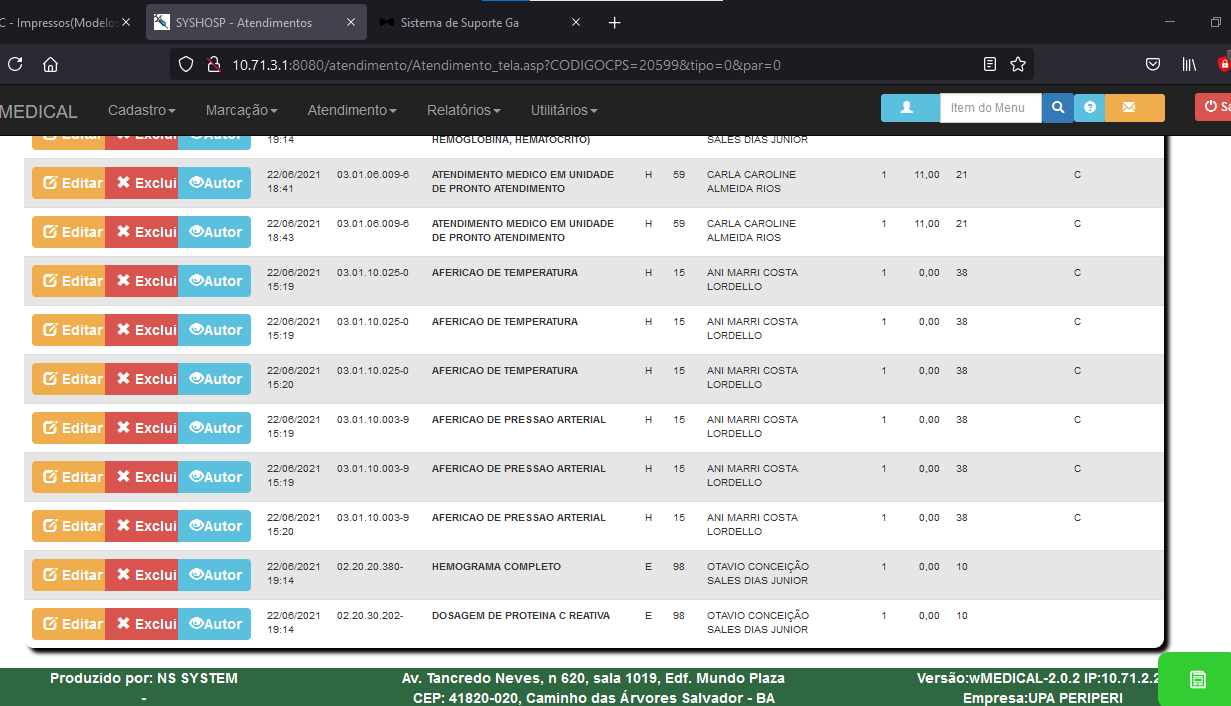 C - Impressos(Modelos
SYSHOSP - Atendimentos
Sistema de Suporte Ga
10.71.3.1:8080/atendimento/Atendimento_tela.asp?CODIGOCPS=20599&tipo=0&par=0
MEDICAL Cadastro Marcação Atendimento Relatórios Utilitários Item do Menu Sa
Editar Exclui Autor 19:14 HEMOGLOBINA, HEMATOCRITO) SALES DIAS JUNIOR
Editar Exclui Autor 22/06/2021 03.01.06.009-6 ATENDIMENTO MEDICO EM UNIDADE H 59 CARLA CAROLINE 1 11,00 21 C
18:41 DE PRONTO ATENDIMENTO ALMEIDA RIOS
Editar Exclui Autor 22/06/2021 03.01.06.009-6 ATENDIMENTO MEDICO EM UNIDADE H 59 CARLA CAROLINE 1 11,00 21 C
18:43 DE PRONTO ATENDIMENTO ALMEIDA RIOS
Editar Exclui Autor 22/06/2021 03.01.10.025-0 AFERICAO DE TEMPERATURA H 15 ANI MARRI COSTA 1 0,00 38 C
15:19 LORDELLO
Editar Exclui Autor 22/06/2021 03.01.10.025-0 AFERICAO DE TEMPERATURA H 15 ANI MARRI COSTA 1 0,00 38 C
15:19 LORDELLO
Editar Exclui Autor 22/06/2021 03.01.10.025-0 AFERICAO DE TEMPERATURA H 15 ANI MARRI COSTA 1 0,00 38 C
15:20 LORDELLO
Editar Exclui Autor 22/06/2021 03.01.10.003-9 AFERICAO DE PRESSAO ARTERIAL H 15 ANI MARRI COSTA 1 0,00 38 C
15:19 LORDELLO
Editar Exclui Autor 22/06/2021 03.01.10.003-9 AFERICAO DE PRESSAO ARTERIAL H 15 ANI MARRI COSTA 1 0,00 38 C
15:19 LORDELLO
Editar Exclui Autor 22/06/2021 03.01.10.003-9 AFERICAO DE PRESSAO ARTERIAL H 15 ANI MARRI COSTA 1 0,00 38 C
15:20 LORDELLO
Editar Exclui Autor 22/06/2021 02.20.20.380- HEMOGRAMA COMPLETO E 98 OTAVIO CONCEIÇÃO 1 0,00 10
19:14 SALES DIAS JUNIOR
Editar Exclui Autor 22/06/2021 02.20.30.202- DOSAGEM DE PROTEINA C REATIVA E 98 OTAVIO CONCEIÇÃO 1 0,00 10
19:14 SALES DIAS JUNIOR
Produzido por: NS SYSTEM Av. Tancredo Neves, n 620, sala 1019, Edf. Mundo Plaza Versão:wMEDICAL-2.0.2 IP:10.71.2.2
- CEP: 41820-020, Caminho das Árvores Salvador - BA Empresa:UPA PERIPERI